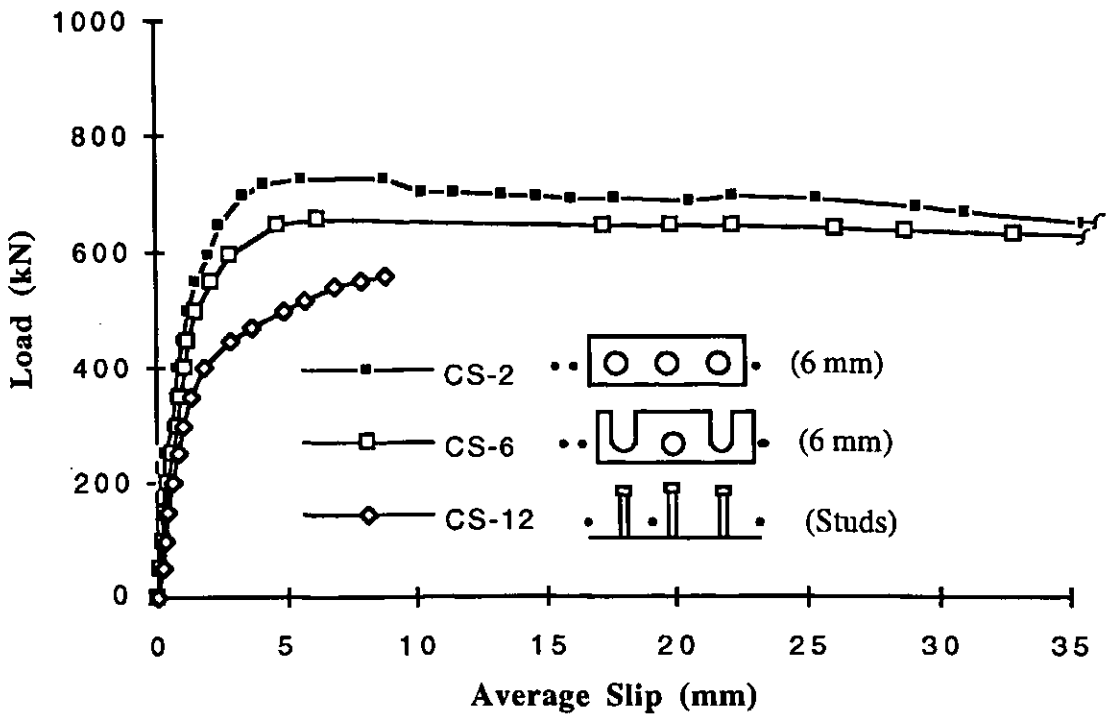 1000
800
600
400
200
0
Load (kN)
CS-2 (6 mm)
CS-6 (6 mm)
CS-12 (Studs)
0 5 10 15 20 25 30 35
Average Slip (mm)